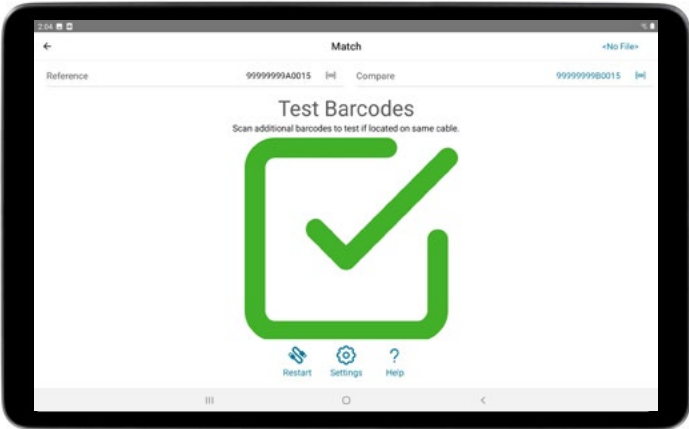 2:04
Match
<No File>
Reference
99999999A0015
Compare
99999999B0015
Test Barcodes
Scan additional barcodes to test if located on same cable.
Restart
Settings
Help